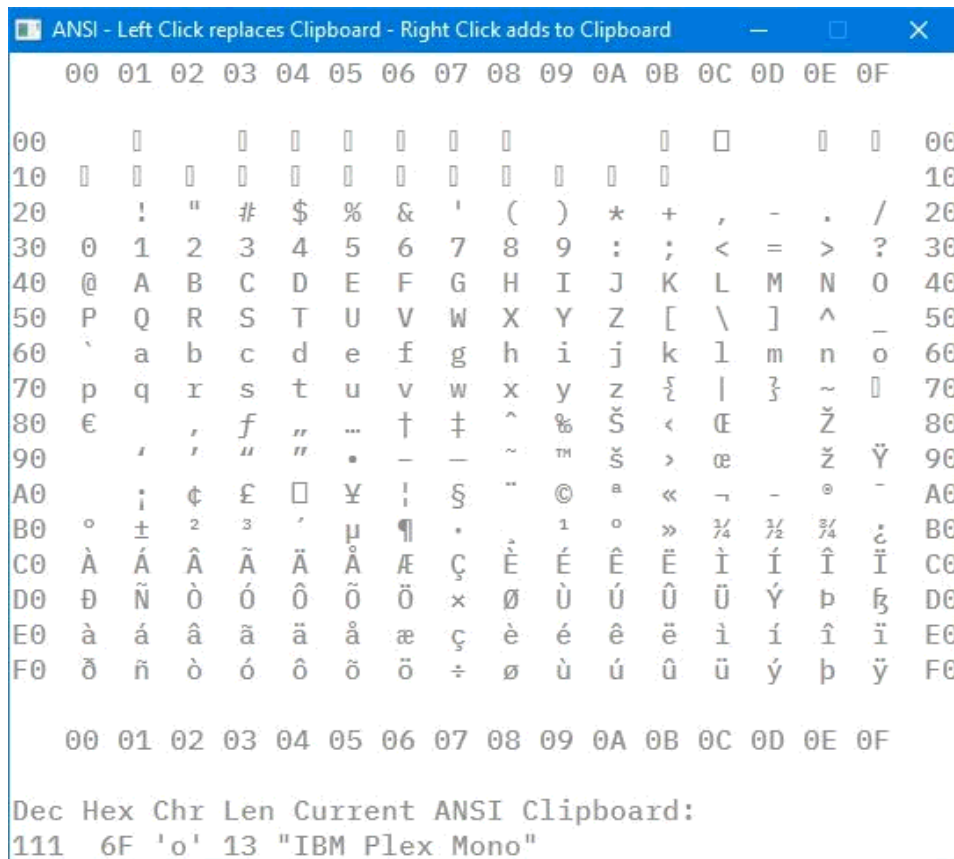 ANSI - Left Click replaces Clipboard - Right Click adds to Clipboard
00 01 02 03 04 05 06 07 08 09 0A 0B 0C 0D 0E 0F
00 00
10 10
20 ! " # $ % & ' ( ) * + , - . / 20
30 0 1 2 3 4 5 6 7 8 9 : ; < = > ? 30
40 @ A B C D E F G H I J K L M N O 40
50 P Q R S T U V W X Y Z [ \ ] ^ _ 50
60 ` a b c d e f g h i j k l m n o 60
70 p q r s t u v w x y z { | } ~ 70
80 € ‚ ƒ „ … † ‡ ˆ ‰ Š ‹ Œ Ž 80
90 ‘ ’ “ ” • – — ˜ ™ š › œ ž Ÿ 90
A0 ¡ ¢ £ ¥ ¦ § ¨ © ª « ¬ - ® ¯ A0
B0 ° ± ² ³ ´ µ ¶ · ¸ ¹ º » ¼ ½ ¾ ¿ B0
C0 À Á Â Ã Ä Å Æ Ç È É Ê Ë Ì Í Î Ï C0
D0 Ð Ñ Ò Ó Ô Õ Ö × Ø Ù Ú Û Ü Ý Þ ß D0
E0 à á â ã ä å æ ç è é ê ë ì í î ï E0
F0 ð ñ ò ó ô õ ö ÷ ø ù ú û ü ý þ ÿ F0
00 01 02 03 04 05 06 07 08 09 0A 0B 0C 0D 0E 0F
Dec Hex Chr Len Current ANSI Clipboard:
111 6F 'o' 13 "IBM Plex Mono"